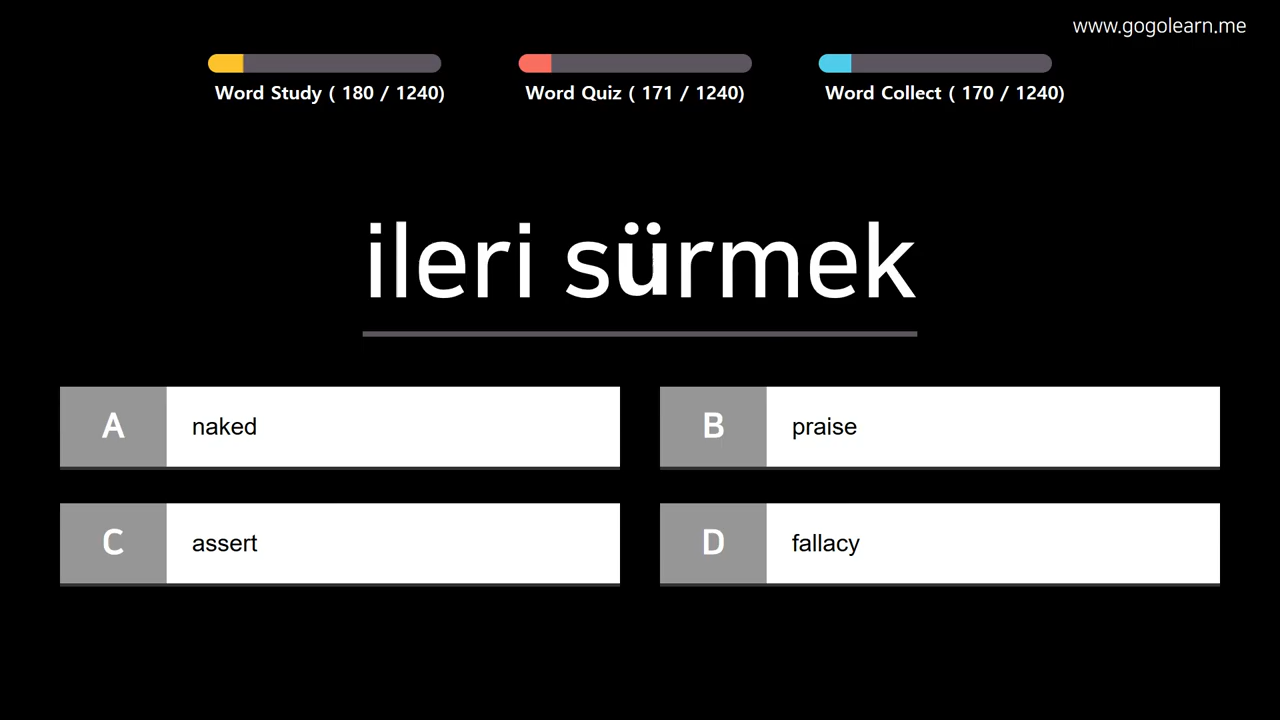 www.gogolearn.me
Word Study ( 180 / 1240)
Word Quiz ( 171 / 1240)
Word Collect ( 170 / 1240)
ileri sürmek
A naked
B praise
C assert
D fallacy